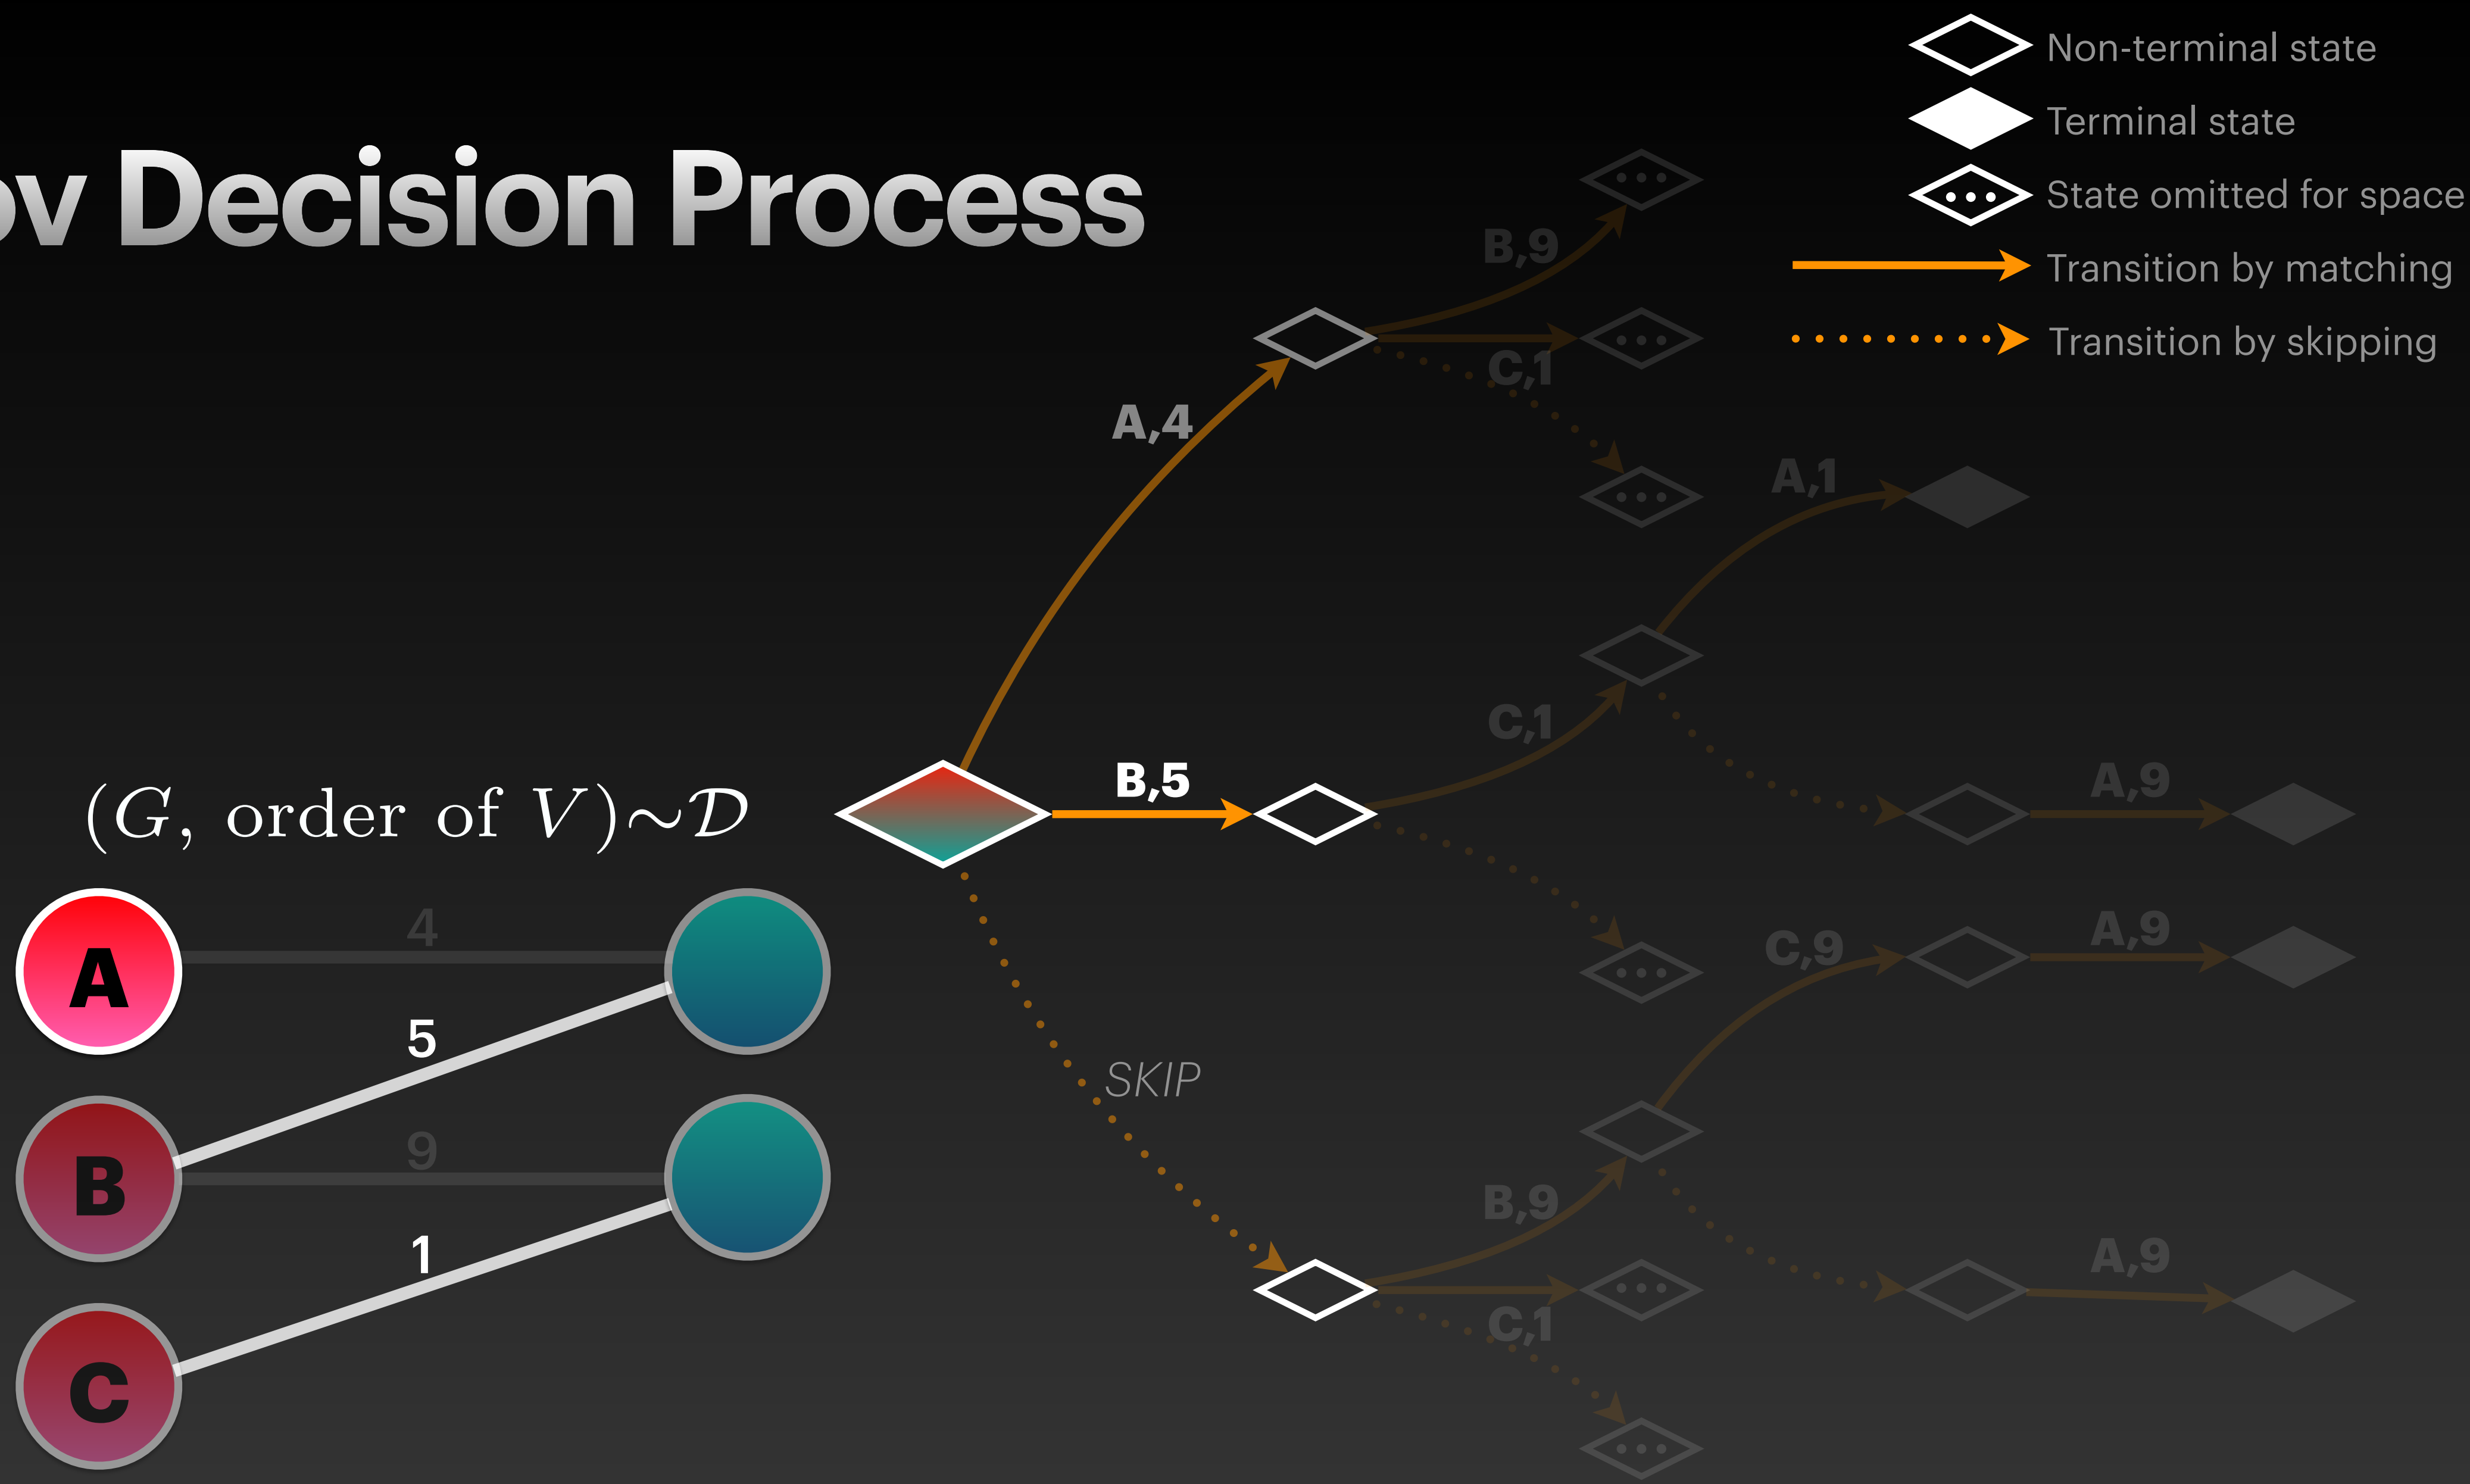 ov Decision Process
Non-terminal state
Terminal state
State omitted for space
Transition by matching
Transition by skipping
B,9
C,1
A,4
A,1
C,1
B,5
A,9
(G, order of V)~𝒟
A
4
5
B
9
1
C
SKIP
C,9
A,9
B,9
C,1
A,9